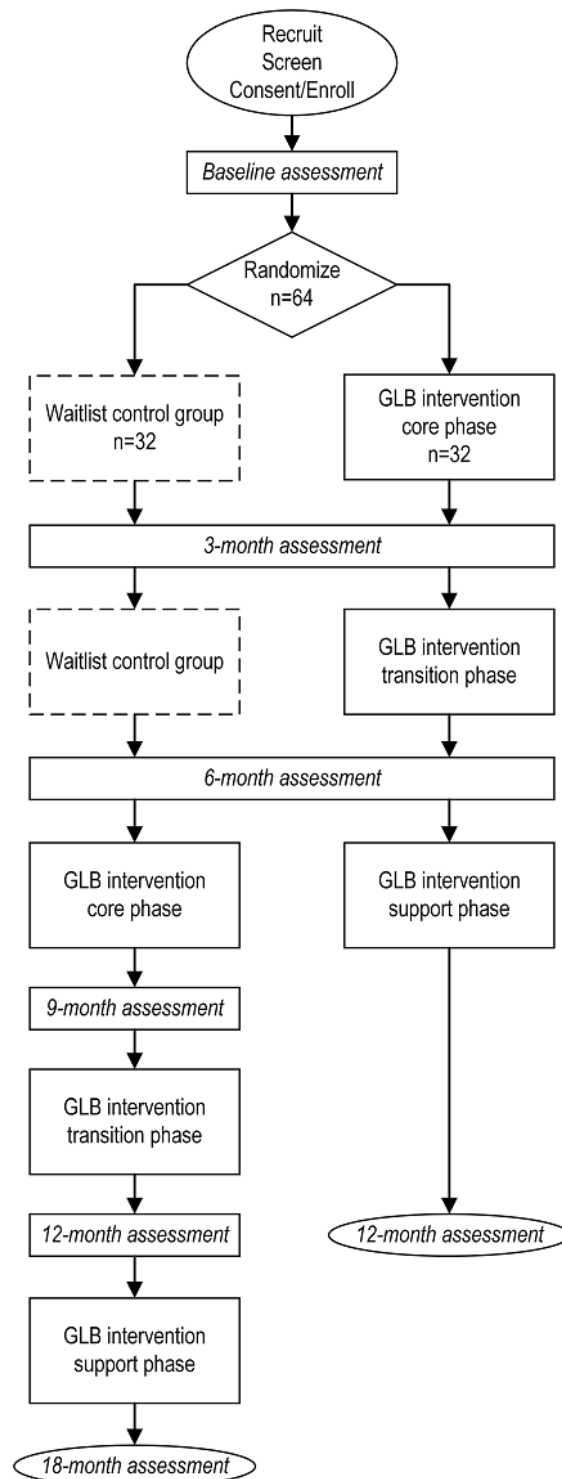 Recruit
Screen
Consent/Enroll
Baseline assessment
Randomize
n=64
Waitlist control group
n=32
GLB intervention
core phase
n=32
3-month assessment
Waitlist control group
GLB intervention
transition phase
6-month assessment
GLB intervention
core phase
GLB intervention
support phase
9-month assessment
GLB intervention
transition phase
12-month assessment
12-month assessment
GLB intervention
support phase
18-month assessment